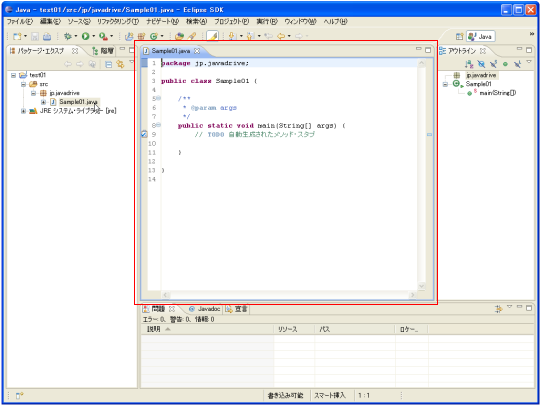 Java - test01/src/jp/javadrive/Sample01.java - Eclipse SDK
ファイル(F) 編集(E) ソース(S) リファクタリング(T) ナビゲート(N) 検索(A) プロジェクト(P) 実行(R) ウィンドウ(W) ヘルプ(H)
Java
パッケージ・エクスプ 階層
test01
src
jp.javadrive
Sample01.java
JRE システム・ライブラリー [jre]
Sample01.java
1 package jp.javadrive;
2
3 public class Sample01 {
4
5 /**
6 * @param args
7 */
8 public static void main(String[] args) {
9 // TODO 自動生成されたメソッド・スタブ
10
11 }
12
13 }
14
アウトライン
jp.javadrive
Sample01
main(String[])
問題 Javadoc 宣言
エラー 0、警告: 0、情報: 0
説明 リソース パス ロケー...
書き込み可能 スマート挿入 1 : 1